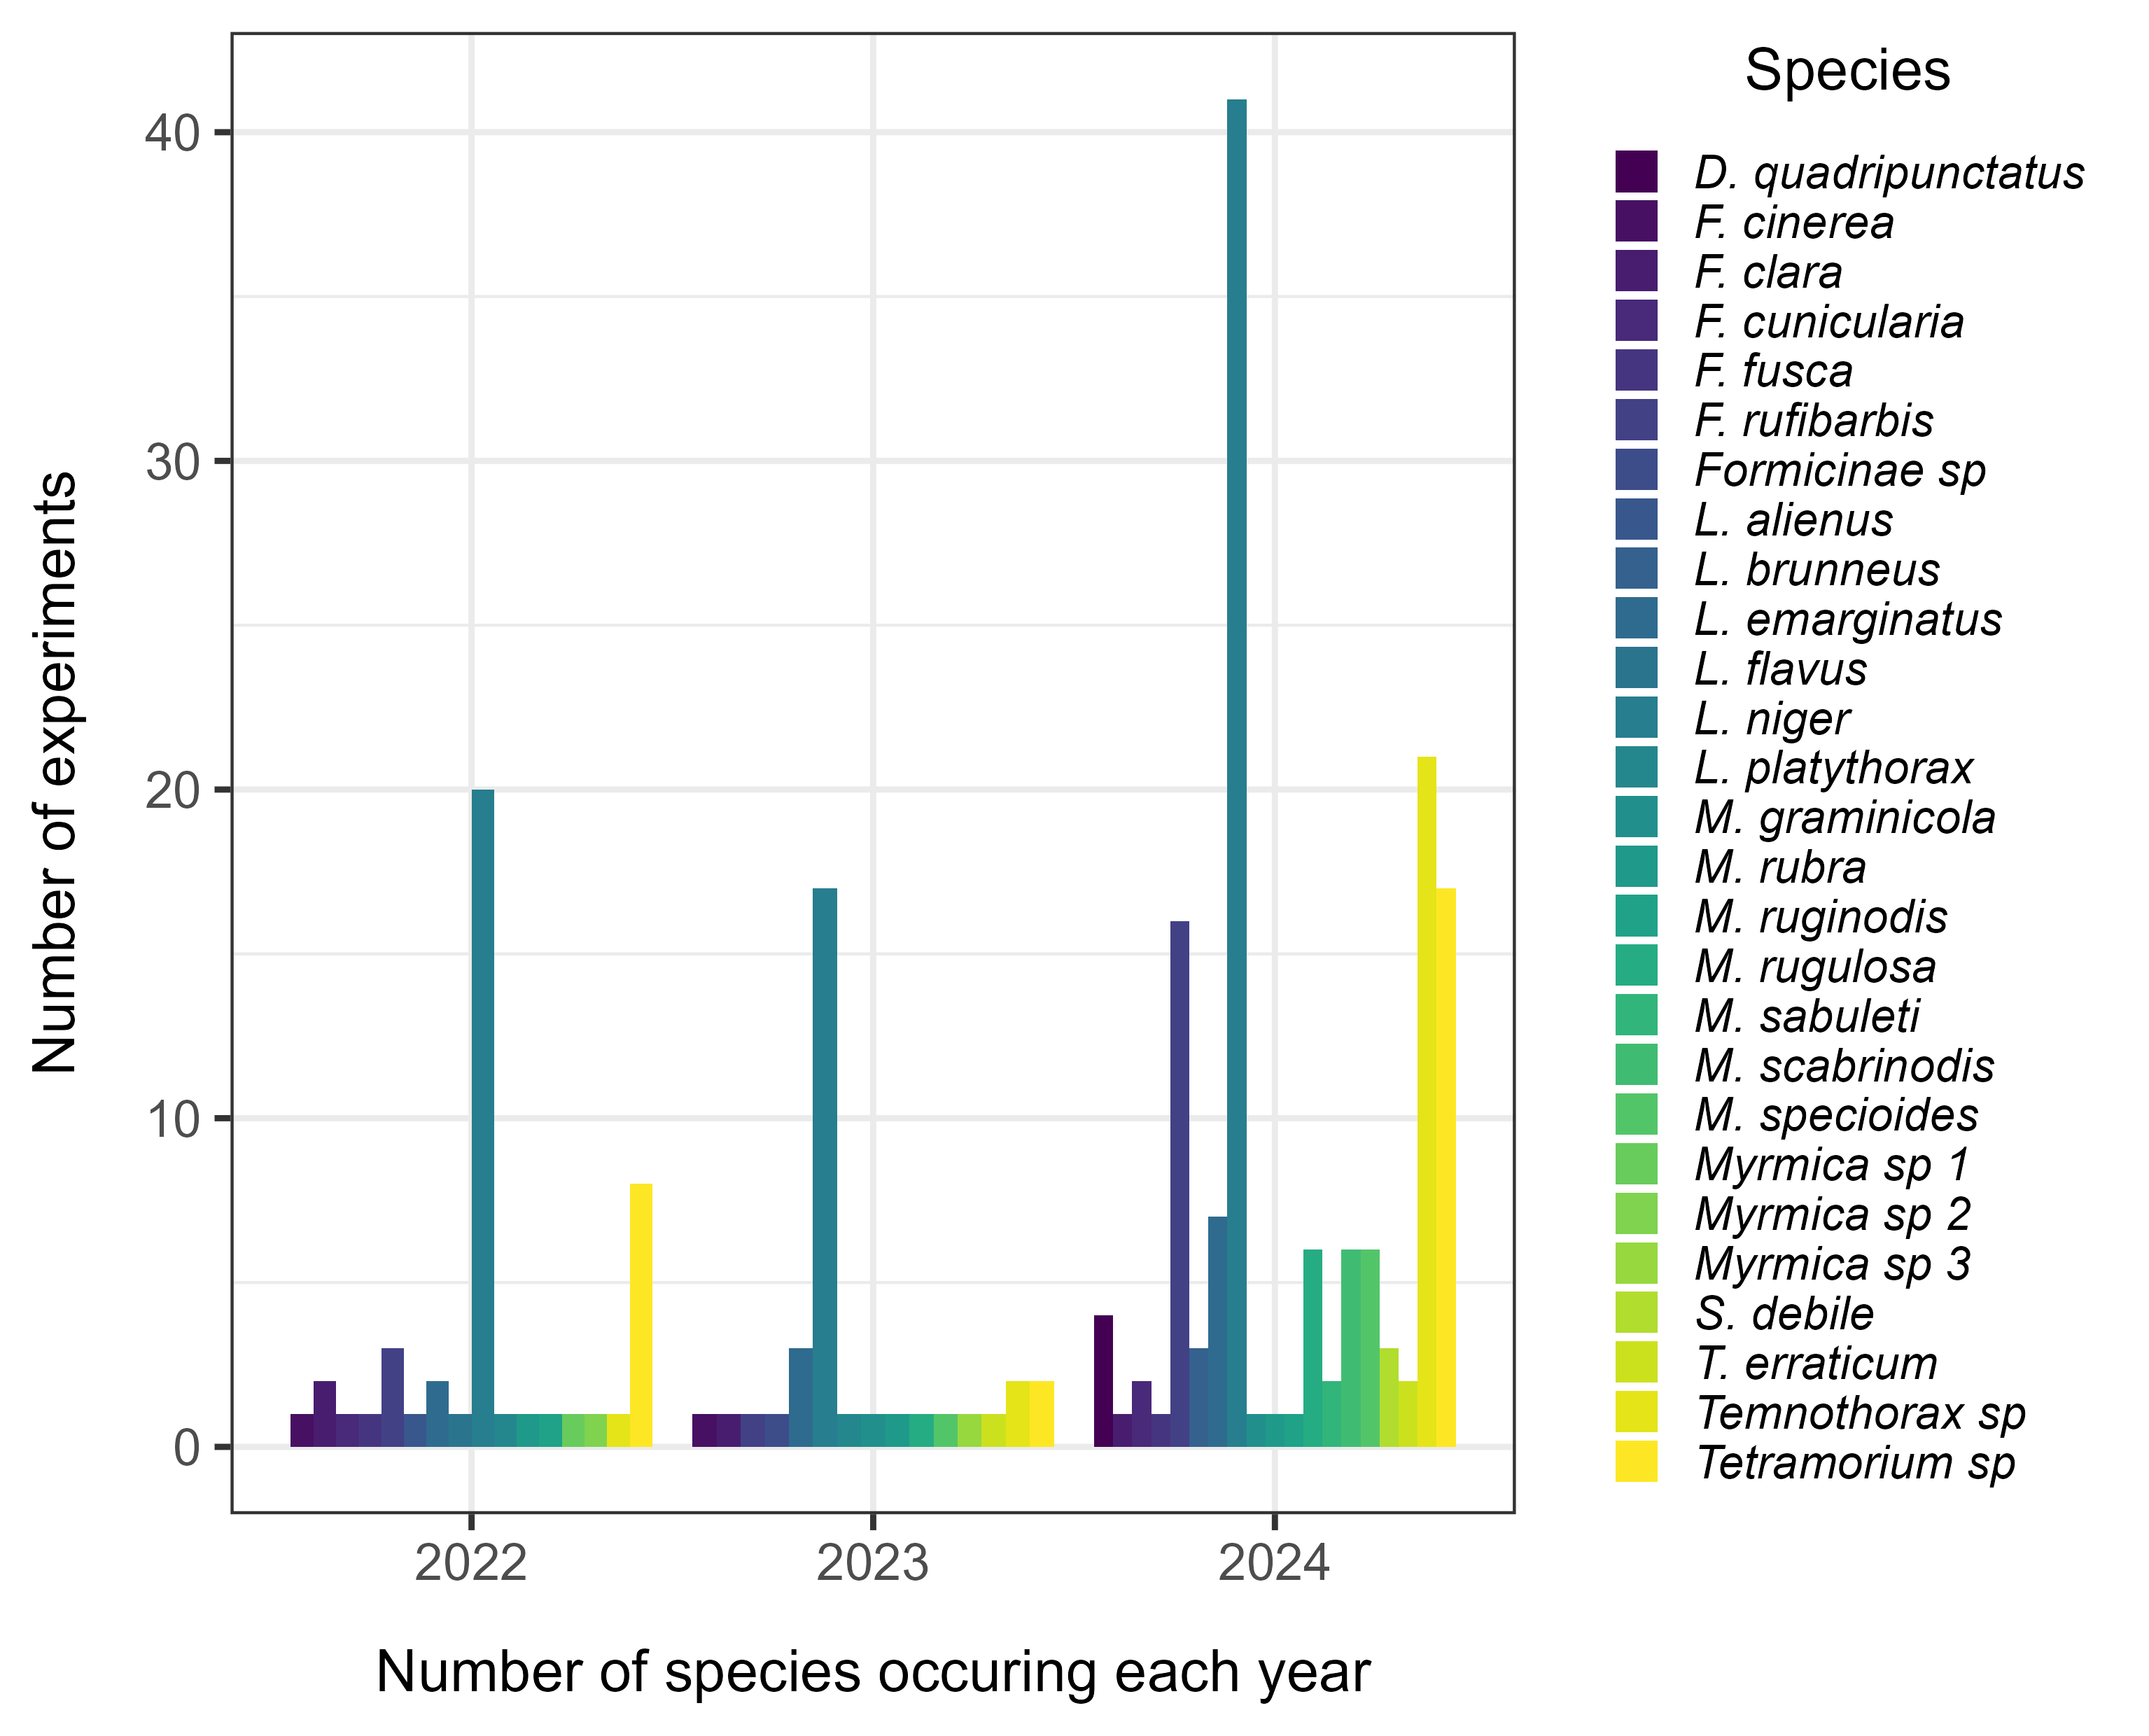 Number of experiments
40
30
20
10
0
2022 2023 2024
Number of species occuring each year
Species
D. quadripunctatus
F. cinerea
F. clara
F. cunicularia
F. fusca
F. rufibarbis
Formicinae sp
L. alienus
L. brunneus
L. emarginatus
L. flavus
L. niger
L. platythorax
M. graminicola
M. rubra
M. ruginodis
M. rugulosa
M. sabuleti
M. scabrinodis
M. specioides
Myrmica sp 1
Myrmica sp 2
Myrmica sp 3
S. debile
T. erraticum
Temnothorax sp
Tetramorium sp